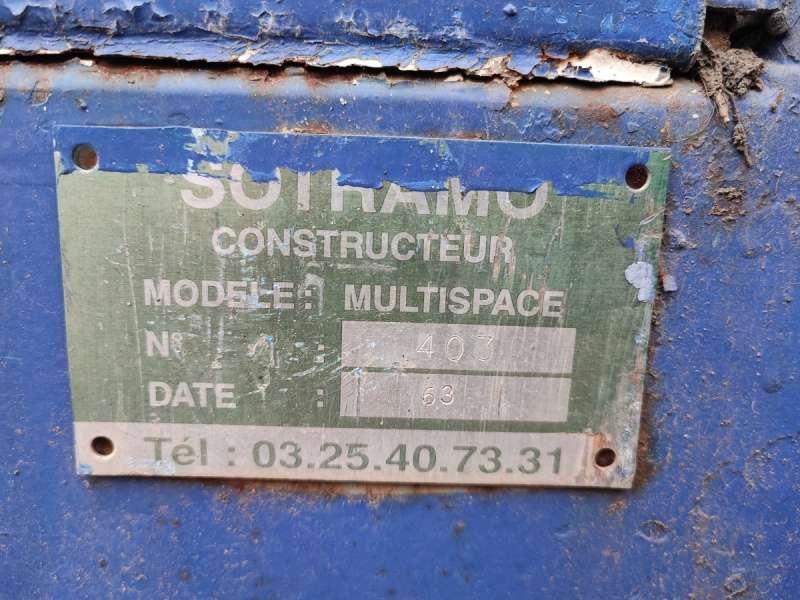 SOTRAMO
CONSTRUCTEUR
MODELE : MULTISPACE
N° : 403
DATE : 63
Tél : 03.25.40.73.31